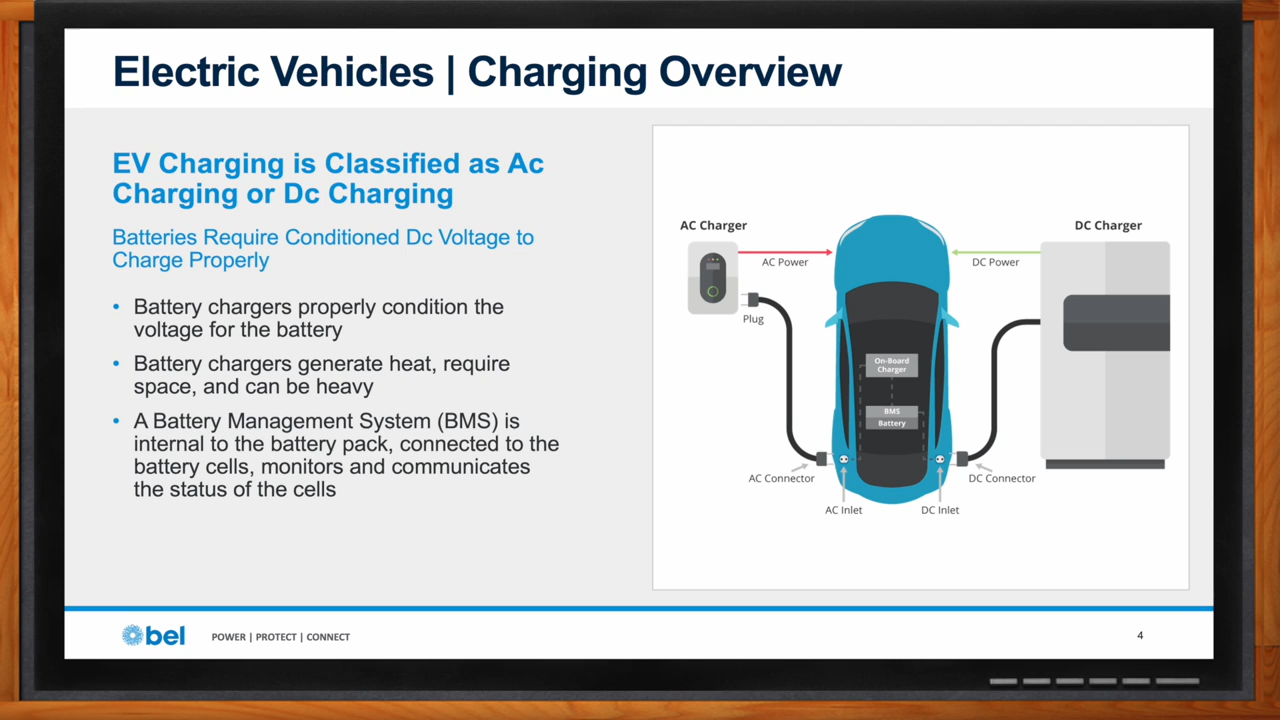 Electric Vehicles | Charging Overview
EV Charging is Classified as Ac
Charging or Dc Charging
Batteries Require Conditioned Dc Voltage to
Charge Properly
• Battery chargers properly condition the
voltage for the battery
• Battery chargers generate heat, require
space, and can be heavy
• A Battery Management System (BMS) is
internal to the battery pack, connected to the
battery cells, monitors and communicates
the status of the cells
AC Charger
DC Charger
AC Power
DC Power
Plug
On-Board
Charger
BMS
Battery
AC Connector
DC Connector
AC Inlet
DC Inlet
bel
POWER | PROTECT | CONNECT
4